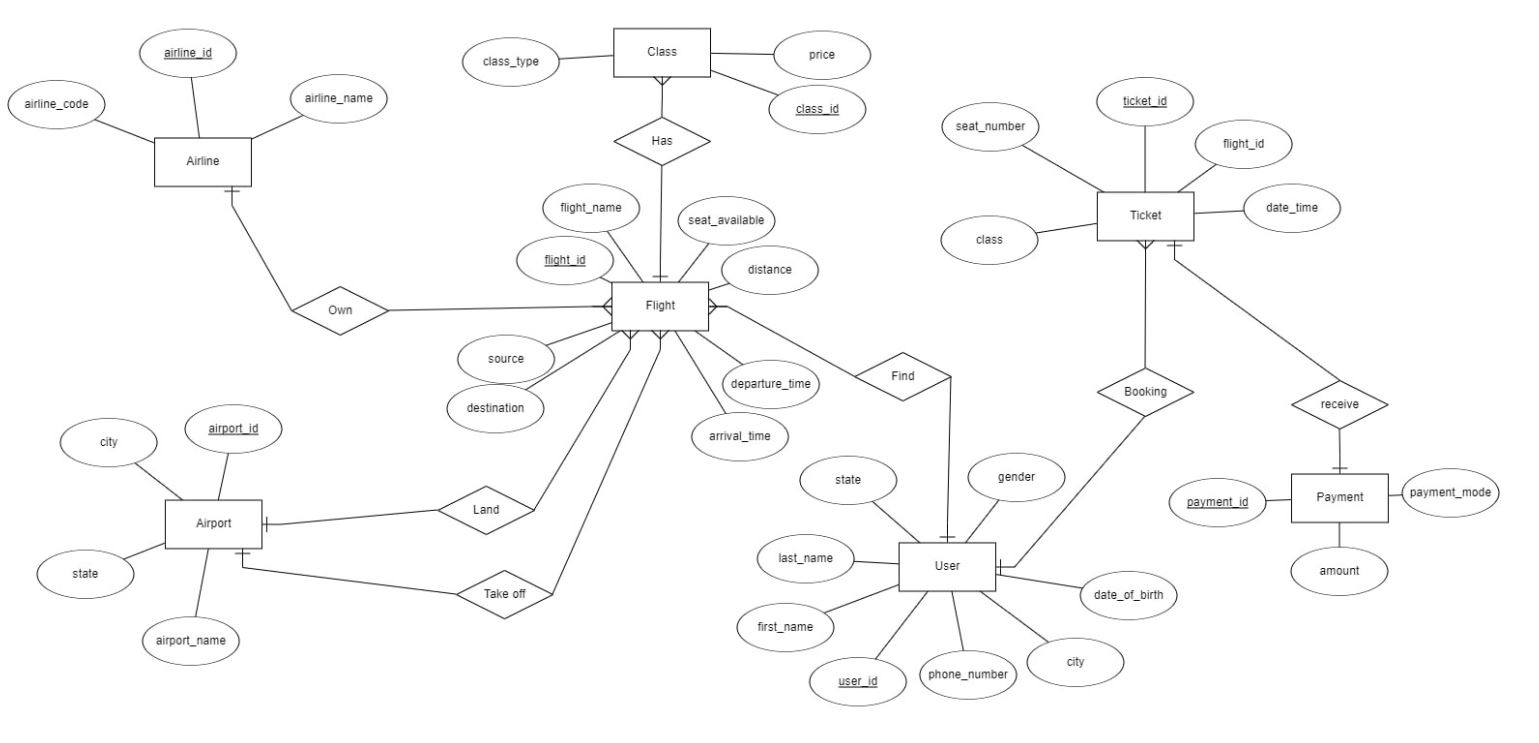 Class
class_type
price
class_id
airline_id
airline_code
airline_name
Airline
Has
ticket_id
seat_number
flight_id
Ticket
date_time
class
flight_name
seat_available
flight_id
distance
Flight
Own
source
destination
departure_time
arrival_time
Find
Booking
receive
airport_id
city
Airport
state
airport_name
Land
Take off
state
gender
last_name
User
date_of_birth
first_name
user_id
phone_number
city
payment_id
Payment
payment_mode
amount